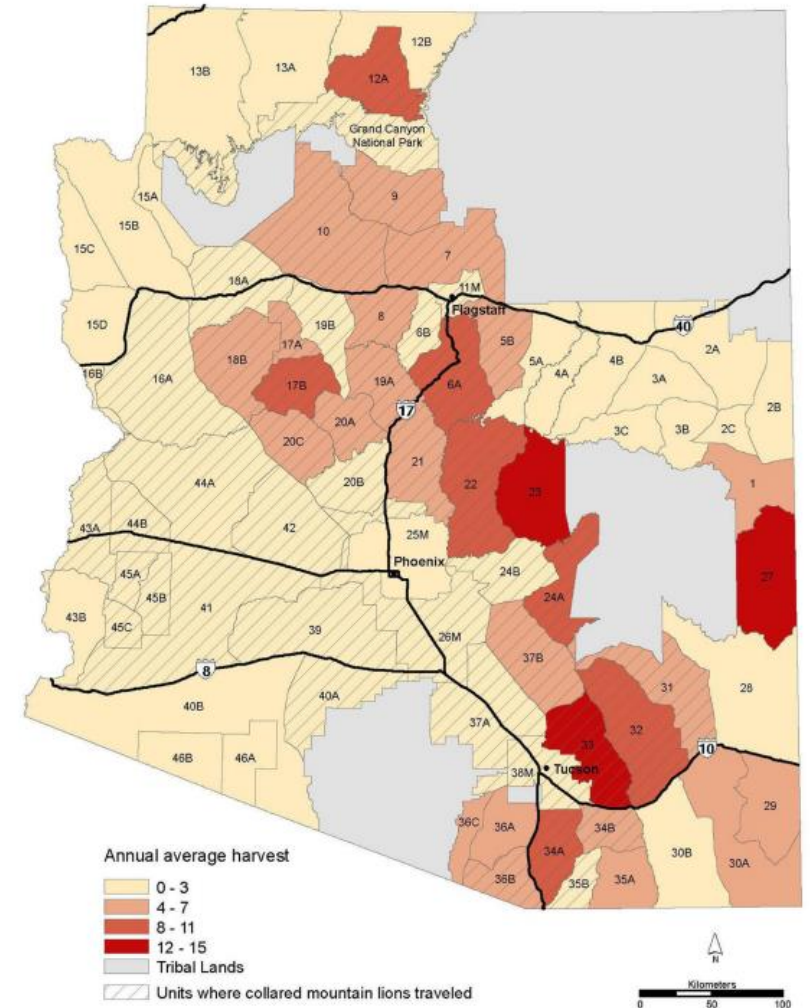 12B
13B
13A
12A
Grand Canyon
National Park
15A
9
15B
10
15C
7
18A
11M
Flagstaff
15D
19B
8
6B
40
17A
5B
2A
18B
5A
4B
16B
16A
17B
19A
6A
4A
3A
2B
17
20A
20C
3C
3B
2C
21
44A
20B
22
23
1
43A
44B
42
25M
Phoenix
24B
27
45A
45B
24A
43B
41
45C
39
26M
37B
8
31
28
40A
40B
37A
32
33
10
46B
46A
38M
Tucson
29
36C
36A
34B
34A
30B
30A
36B
35B
35A
Annual average harvest
0 - 3
4 - 7
8 - 11
12 - 15
Tribal Lands
Units where collared mountain lions traveled
N
Kilometers
0 50 100